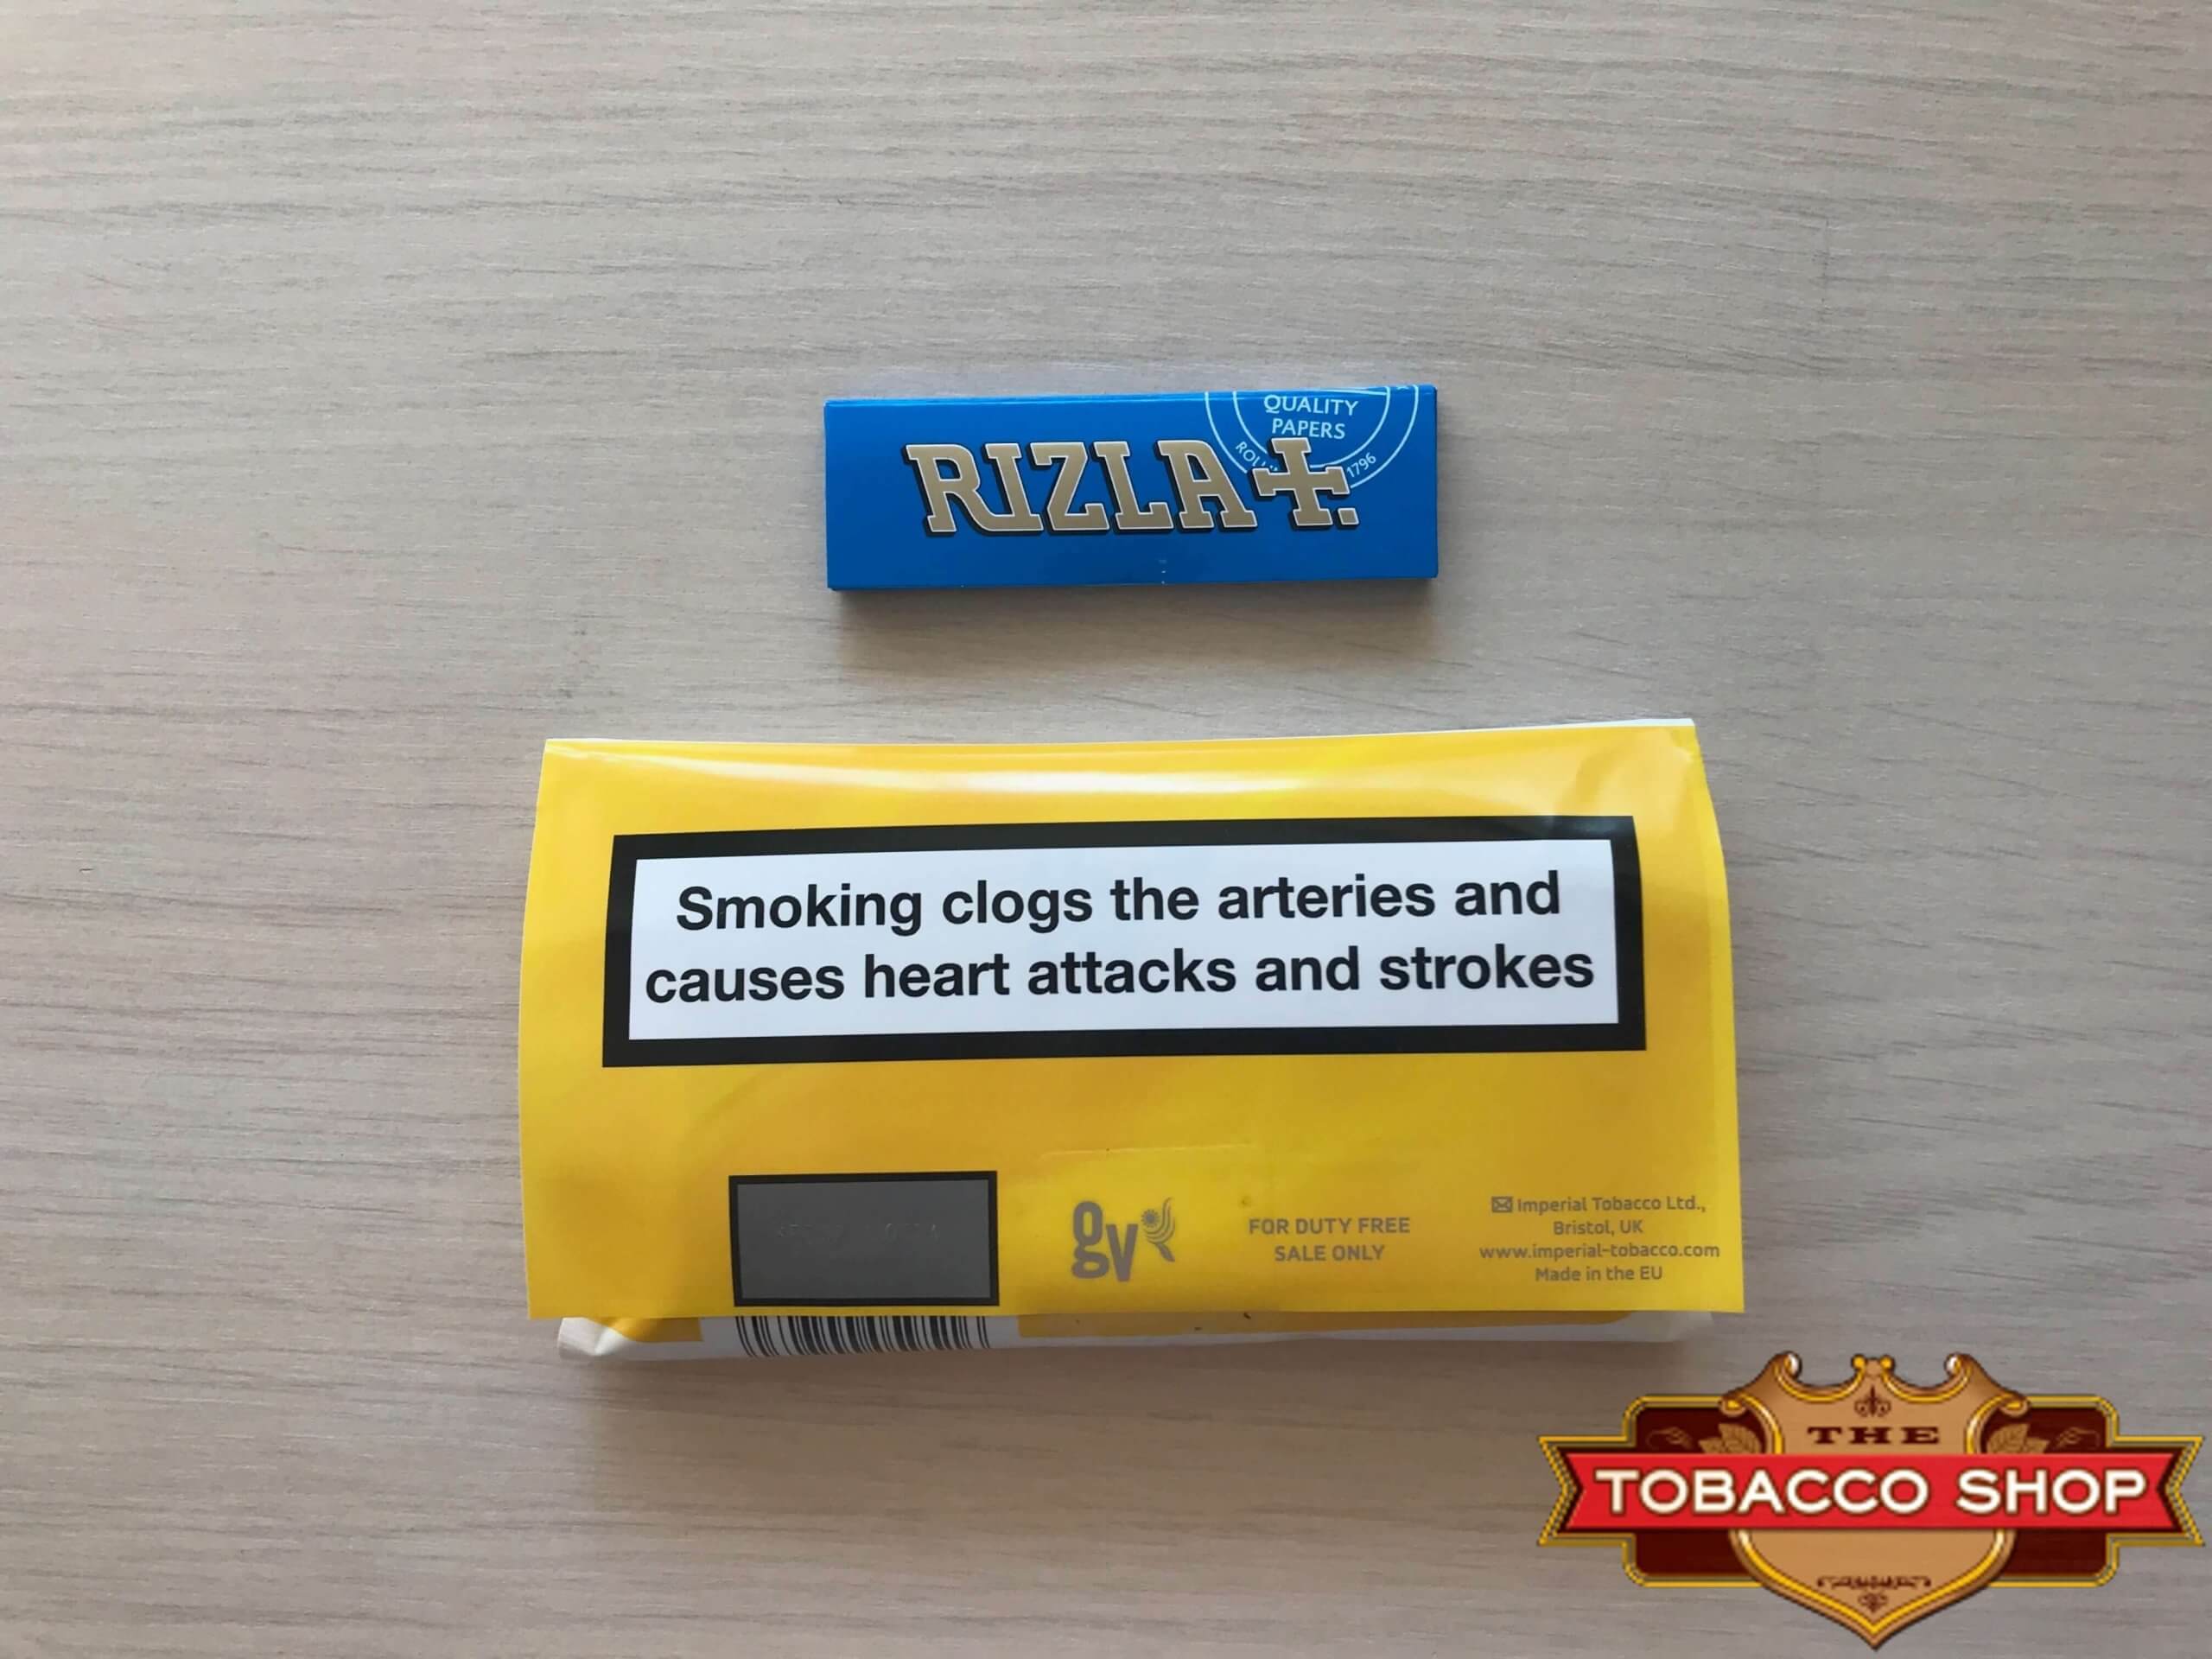 QUALITY
PAPERS
1796
RIZLA+.
Smoking clogs the arteries and
causes heart attacks and strokes
gv
FOR DUTY FREE
SALE ONLY
Imperial Tobacco Ltd.,
Bristol, UK
www.imperial-tobacco.com
Made in the EU
THE
TOBACCO SHOP